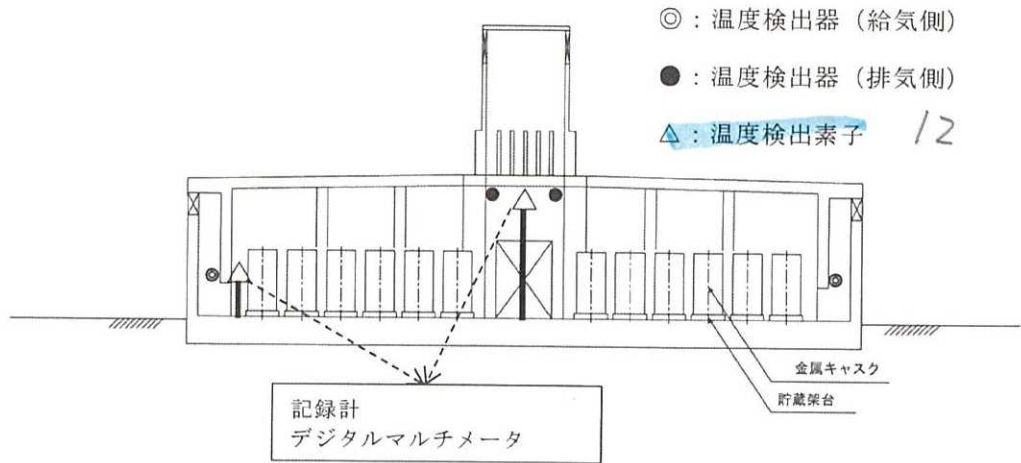 ◎：温度検出器（給気側）
●：温度検出器（排気側）
△：温度検出素子 12
金属キャスク
貯蔵架台
記録計
デジタルマルチメータ